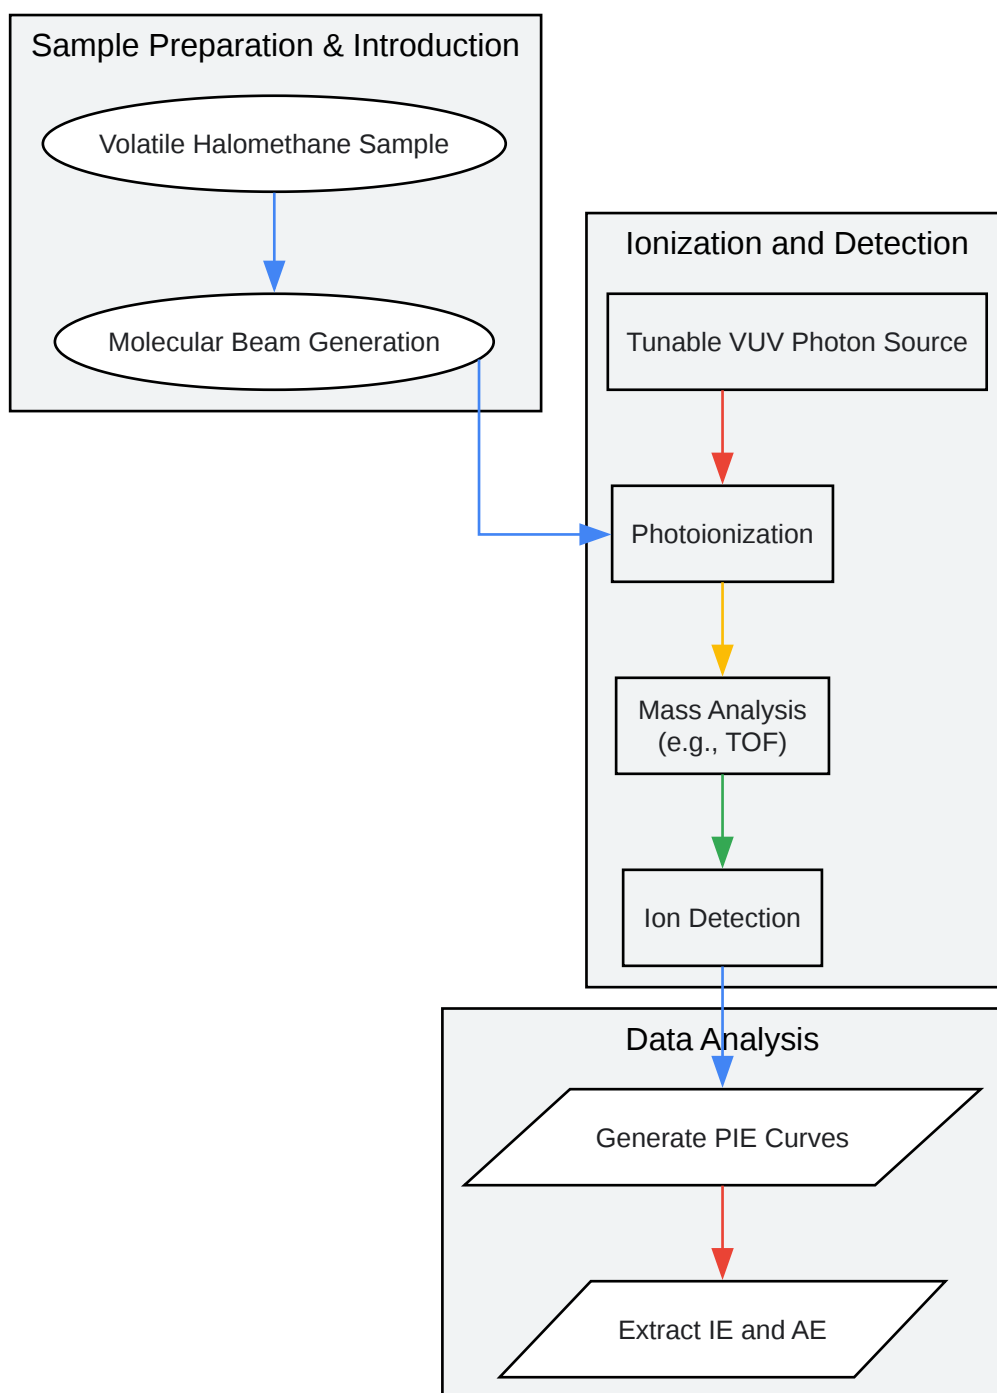 Sample Preparation & Introduction
Volatile Halomethane Sample
Molecular Beam Generation
Ionization and Detection
Tunable VUV Photon Source
Photoionization
Mass Analysis
(e.g., TOF)
Ion Detection
Data Analysis
Generate PIE Curves
Extract IE and AE